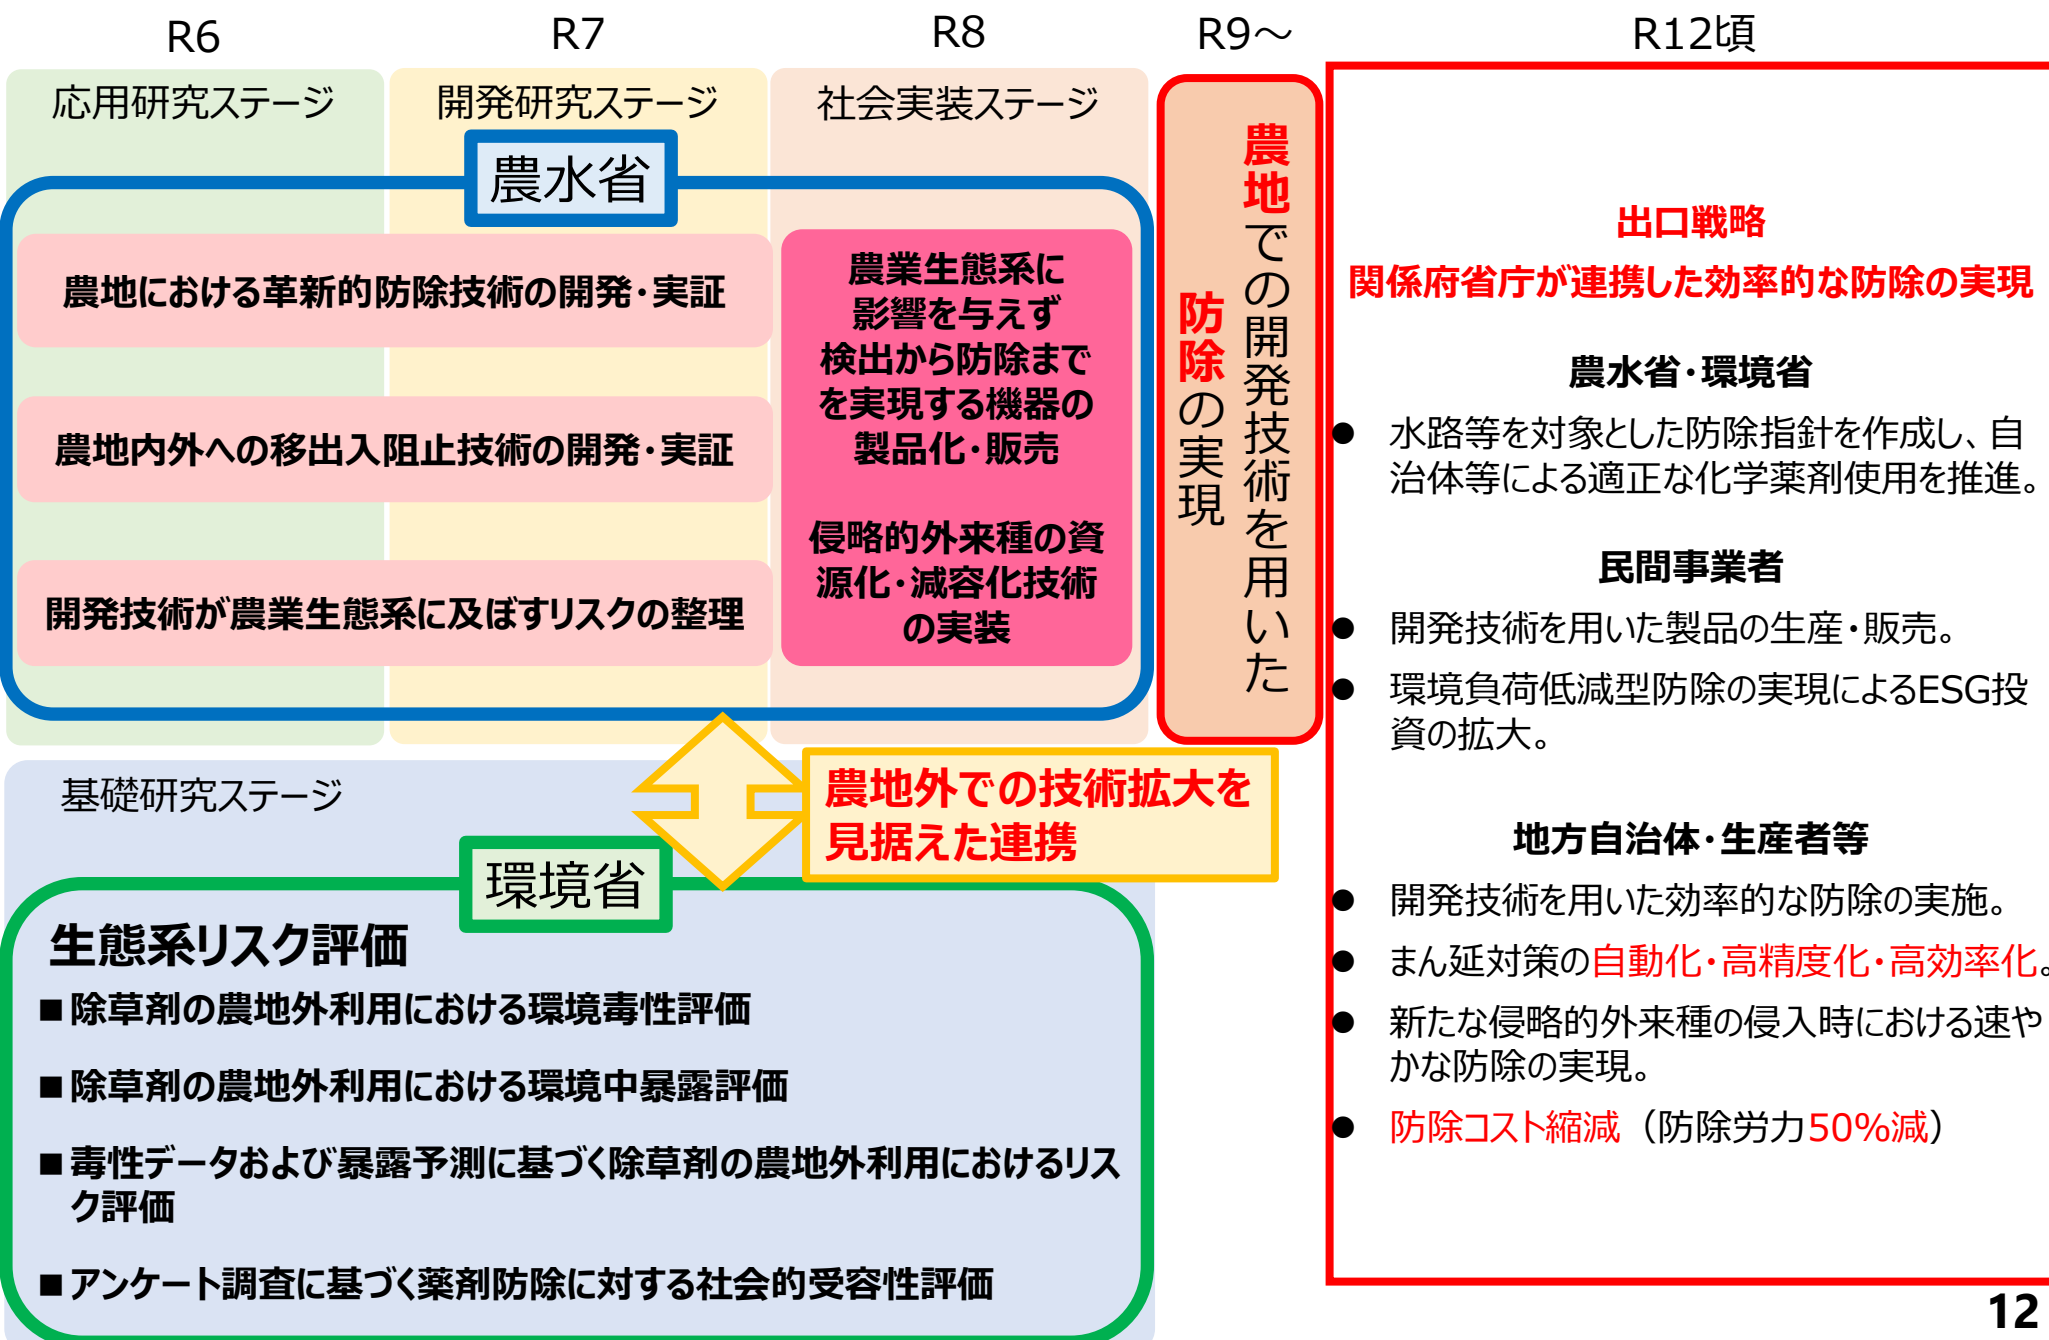 R6
R7
R8
R9～
R12頃
応用研究ステージ
開発研究ステージ
社会実装ステージ
農水省
農地における革新的防除技術の開発・実証
農地内外への移出入阻止技術の開発・実証
開発技術が農業生態系に及ぼすリスクの整理
農業生態系に
影響を与えず
検出から防除まで
を実現する機器の
製品化・販売
侵略的外来種の資
源化・減容化技術
の実装
農地での開発技術を用いた
防除の実現
農地外での技術拡大を
見据えた連携
基礎研究ステージ
環境省
生態系リスク評価
■除草剤の農地外利用における環境毒性評価
■除草剤の農地外利用における環境中暴露評価
■毒性データおよび暴露予測に基づく除草剤の農地外利用におけるリス
ク評価
■アンケート調査に基づく薬剤防除に対する社会的受容性評価
出口戦略
関係府省庁が連携した効率的な防除の実現
農水省・環境省
● 水路等を対象とした防除指針を作成し、自
治体等による適正な化学薬剤使用を推進。
民間事業者
● 開発技術を用いた製品の生産・販売。
● 環境負荷低減型防除の実現によるESG投
資の拡大。
地方自治体・生産者等
● 開発技術を用いた効率的な防除の実施。
● まん延対策の自動化・高精度化・高効率化。
● 新たな侵略的外来種の侵入時における速や
かな防除の実現。
● 防除コスト縮減（防除労力50%減）
12